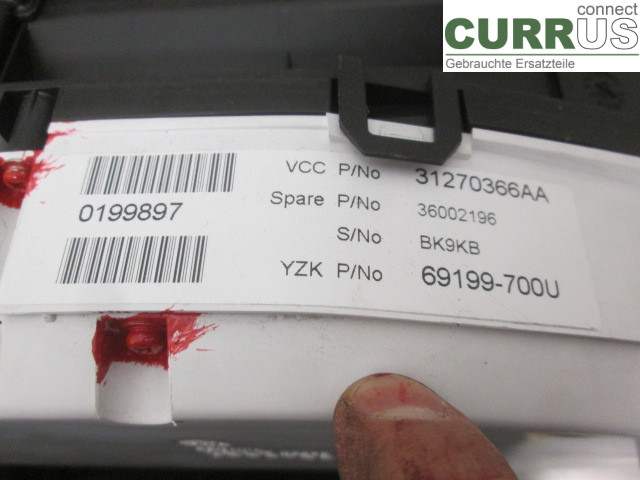 connect
CURRUS
Gebrauchte Ersatzteile
VCC P/No 31270366AA
Spare P/No 36002196
0199897
S/No BK9KB
YZK P/No 69199-700U